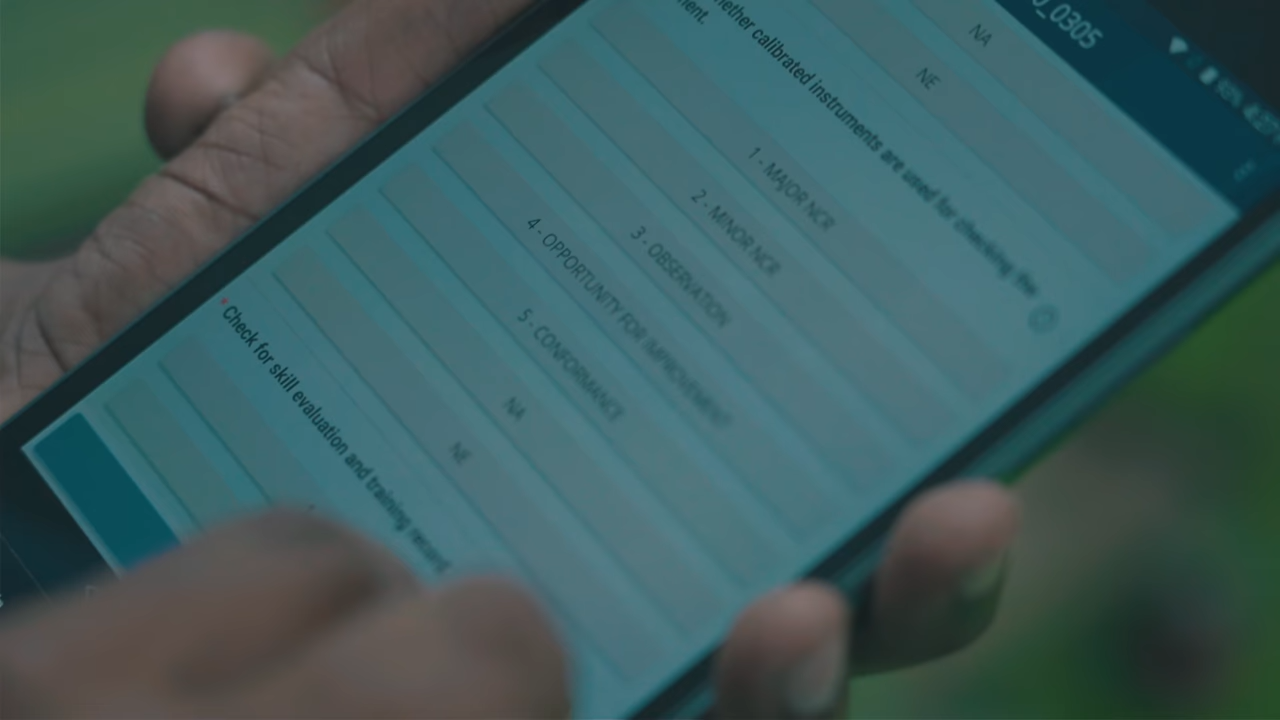 _0305
NA
NE
hether calibrated instruments are used for checking the
ment.
1 - MAJOR NCR
2 - MINOR NCR
3 - OBSERVATION
4 - OPPORTUNITY FOR IMPROVEMENT
5 - CONFORMANCE
NA
NE
* Check for skill evaluation and training record